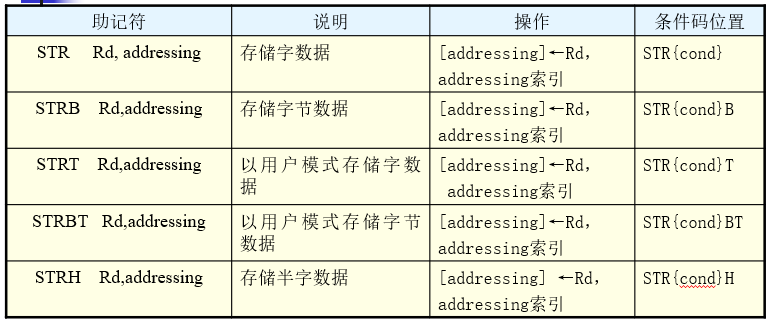 助记符 说明 操作 条件码位置
STR Rd, addressing 存储字数据 [addressing]←Rd, STR{cond}
addressing索引
STRB Rd,addressing 存储字节数据 [addressing]←Rd, STR{cond}B
addressing索引
STRT Rd,addressing 以用户模式存储字数 [addressing]←Rd, STR{cond}T
据 addressing索引
STRBT Rd,addressing 以用户模式存储字节 [addressing]←Rd, STR{cond}BT
数据 addressing索引
STRH Rd,addressing 存储半字数据 [addressing] ←Rd, STR{cond}H
addressing索引